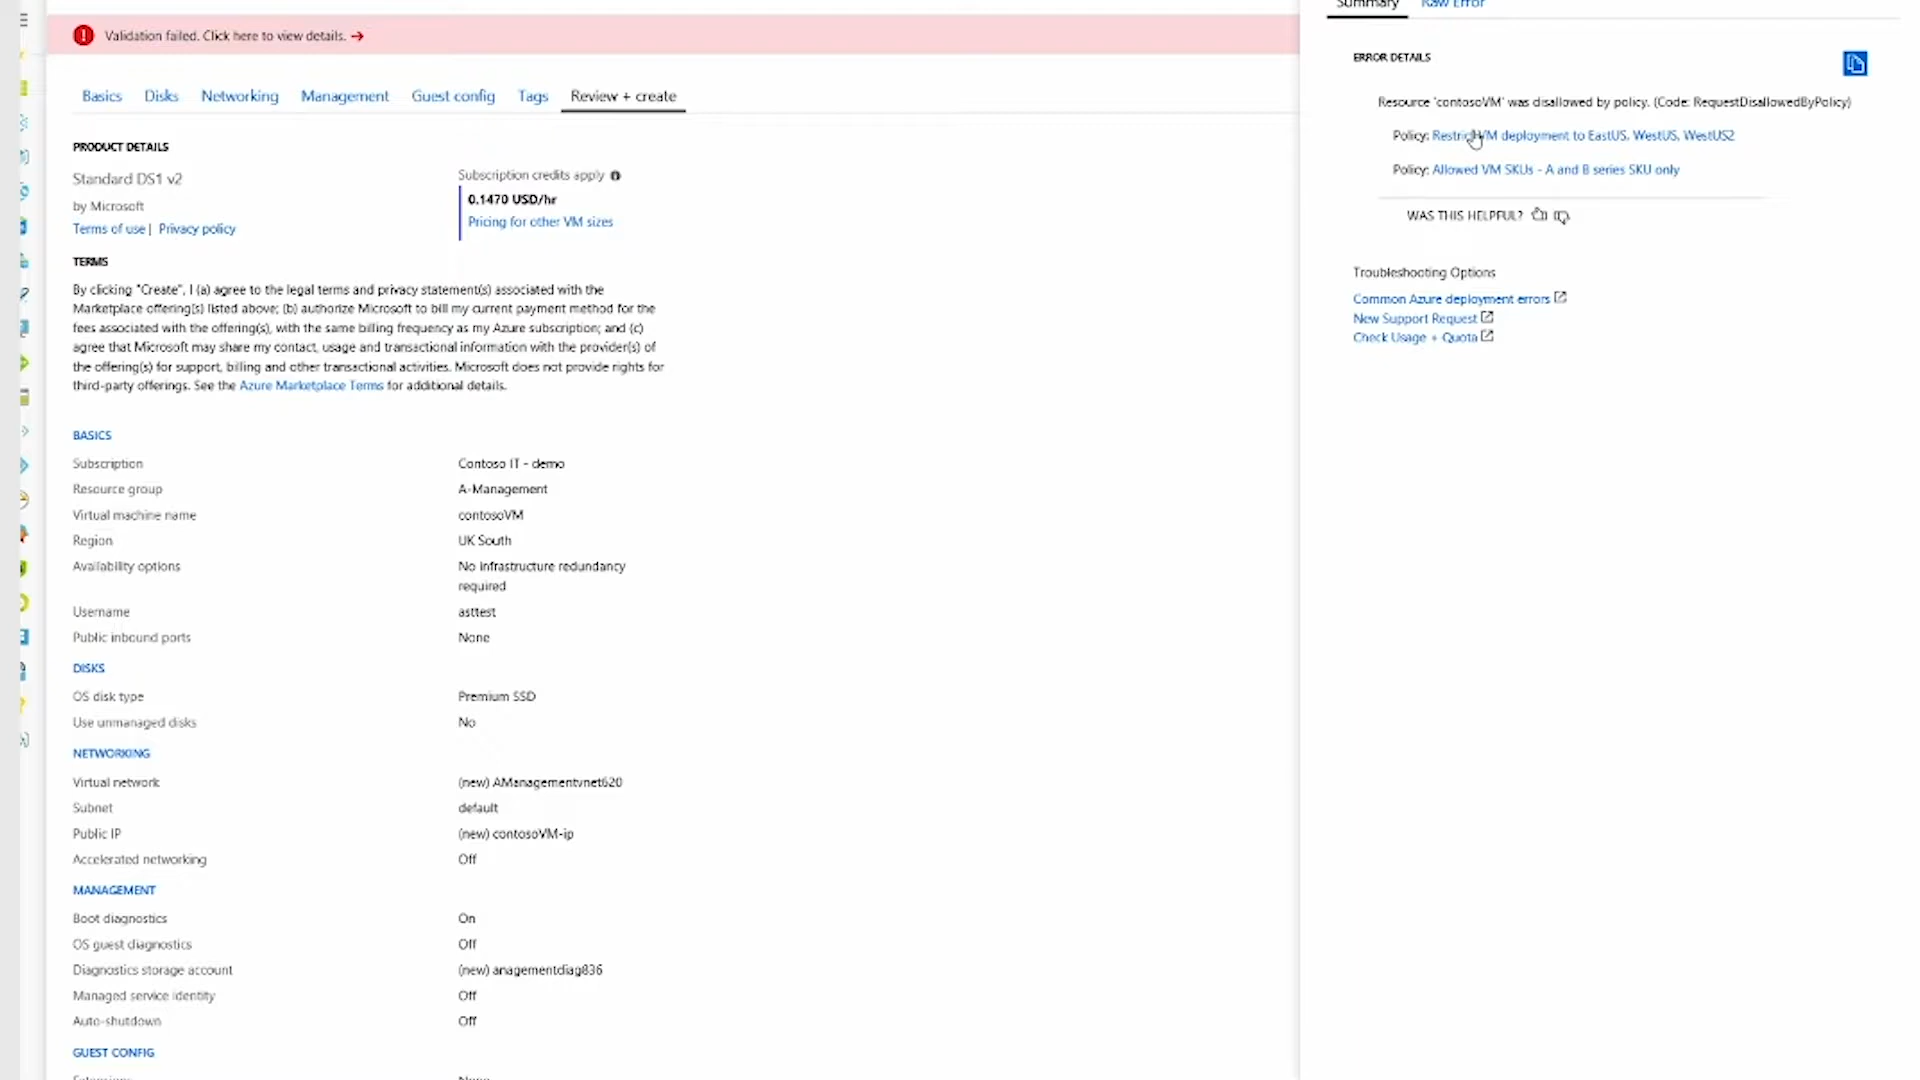 Summary Raw Error
Validation failed. Click here to view details. →
ERROR DETAILS
Basics Disks Networking Management Guest config Tags Review + create
Resource 'contosoVM' was disallowed by policy. (Code: RequestDisallowedByPolicy)
Policy: Restrict VM deployment to EastUS, WestUS, WestUS2
Policy: Allowed VM SKUs - A and B series SKU only
WAS THIS HELPFUL?
Troubleshooting Options
Common Azure deployment errors
New Support Request
Check Usage + Quota
PRODUCT DETAILS
Standard DS1 v2
by Microsoft
Terms of use | Privacy policy
Subscription credits apply
0.1470 USD/hr
Pricing for other VM sizes
TERMS
By clicking "Create", I (a) agree to the legal terms and privacy statement(s) associated with the
Marketplace offering(s) listed above; (b) authorize Microsoft to bill my current payment method for the
fees associated with the offering(s), with the same billing frequency as my Azure subscription; and (c)
agree that Microsoft may share my contact, usage and transactional information with the provider(s) of
the offering(s) for support, billing and other transactional activities. Microsoft does not provide rights for
third-party offerings. See the Azure Marketplace Terms for additional details.
BASICS
Subscription Contoso IT - demo
Resource group A-Management
Virtual machine name contosoVM
Region UK South
Availability options No infrastructure redundancy
required
Username asttest
Public inbound ports None
DISKS
OS disk type Premium SSD
Use unmanaged disks No
NETWORKING
Virtual network (new) AManagementvnet620
Subnet default
Public IP (new) contosoVM-ip
Accelerated networking Off
MANAGEMENT
Boot diagnostics On
OS guest diagnostics Off
Diagnostics storage account (new) anagementdiag836
Managed service identity Off
Auto-shutdown Off
GUEST CONFIG
Extensions None